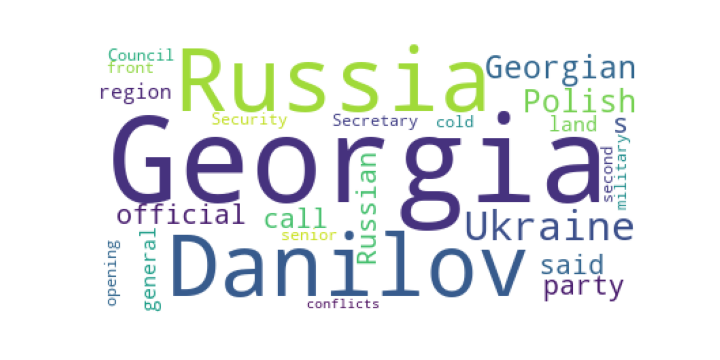 Council
front
Russia
Georgian
region
Polish
Security
Secretary
cold
land
s
Georgia
second
military
official
call
Russian
Ukraine
senior
general
opening
Danilov
said
party
conflicts